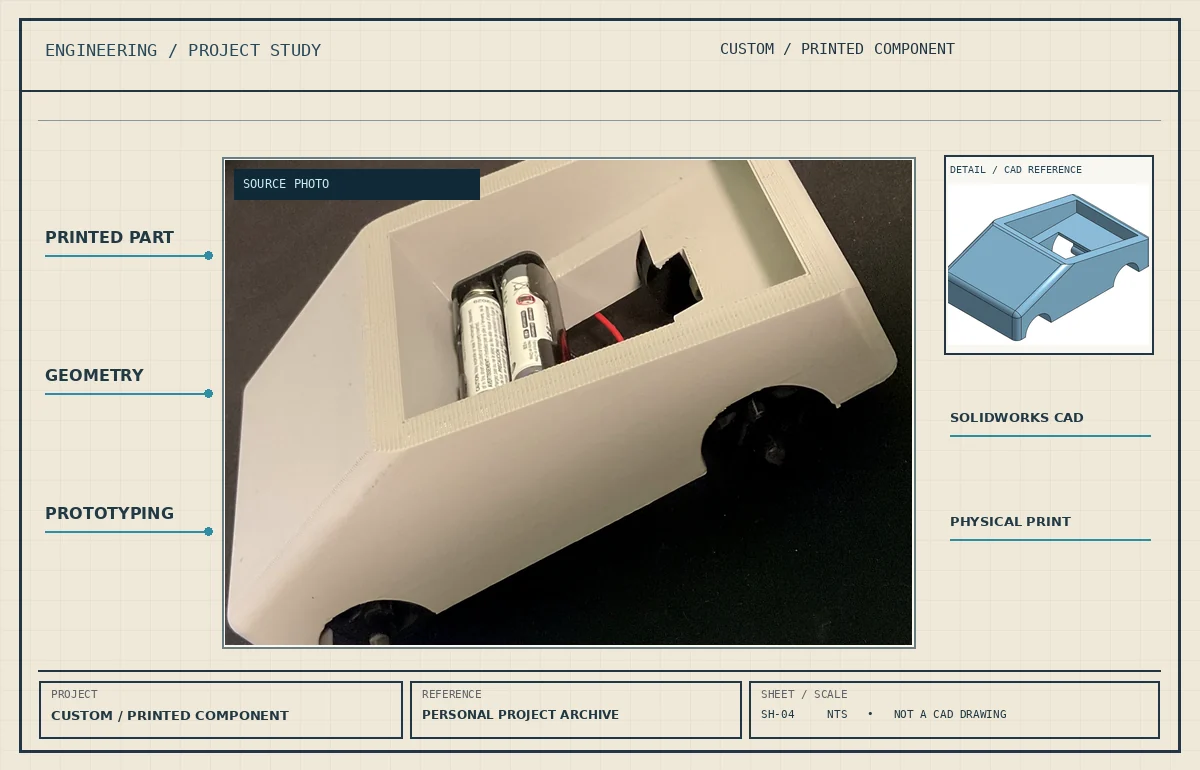 ENGINEERING / PROJECT STUDY
CUSTOM / PRINTED COMPONENT
SOURCE PHOTO
DETAIL / CAD REFERENCE
PRINTED PART
GEOMETRY
PROTOTYPING
SOLIDWORKS CAD
PHYSICAL PRINT
PROJECT
CUSTOM / PRINTED COMPONENT
REFERENCE
PERSONAL PROJECT ARCHIVE
SHEET / SCALE
SH-04 NTS • NOT A CAD DRAWING